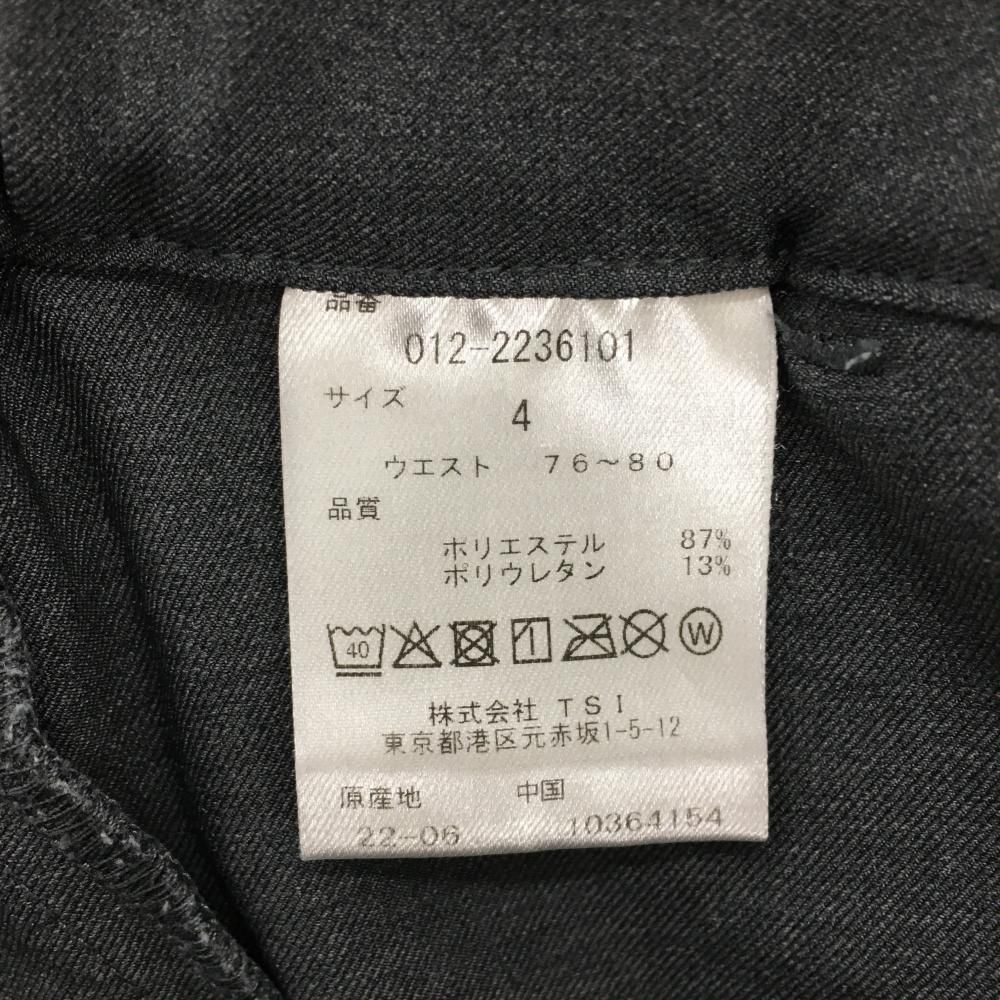 品番
012-2236101
サイズ
4
ウエスト 76〜80
品質
ポリエステル 87%
ポリウレタン 13%
40 W
株式会社 TSI
東京都港区元赤坂1-5-12
原産地 中国
22-06 10364154